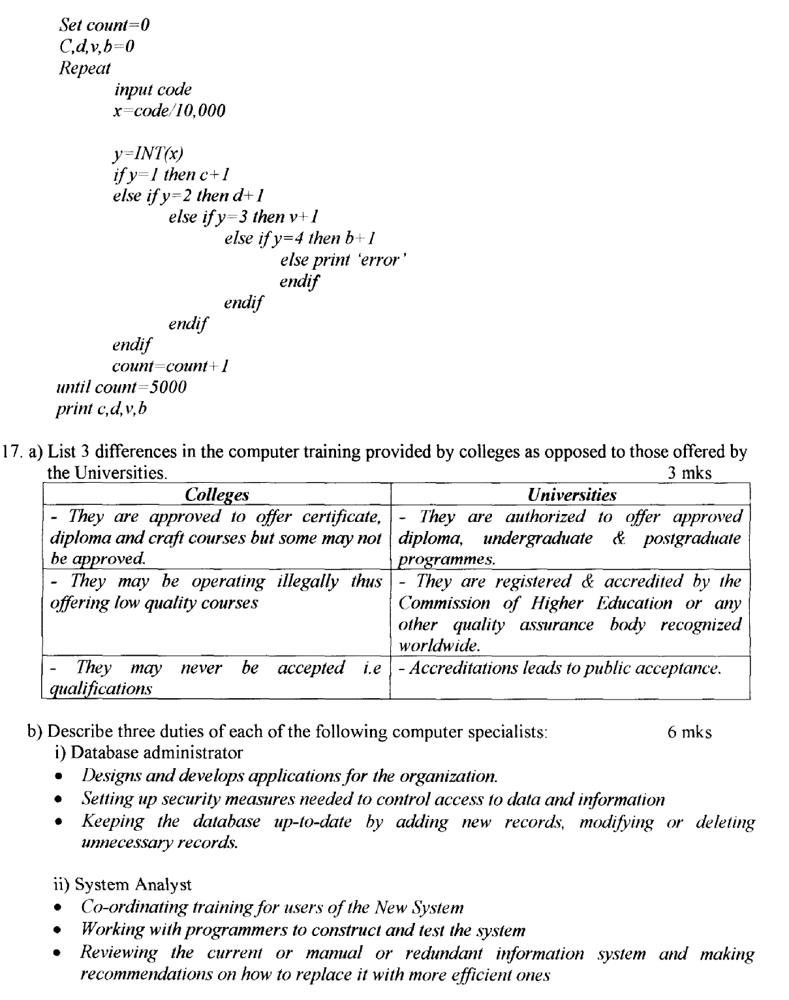 Set count=0
C,d,v,b=0
Repeat
input code
x=code/10,000
y=INT(x)
if y=1 then c+1
else if y=2 then d+1
else if y=3 then v+1
else if y=4 then b+1
else print ‘error’
endif
endif
endif
endif
count=count+1
until count=5000
print c,d,v,b
17. a) List 3 differences in the computer training provided by colleges as opposed to those offered by
the Universities. 3 mks
Colleges
- They are approved to offer certificate,
diploma and craft courses but some may not
be approved.
Universities
- They are authorized to offer approved
diploma, undergraduate & postgraduate
programmes.
- They may be operating illegally thus
offering low quality courses
- They are registered & accredited by the
Commission of Higher Education or any
other quality assurance body recognized
worldwide.
- They may never be accepted i.e
qualifications
- Accreditations leads to public acceptance.
b) Describe three duties of each of the following computer specialists: 6 mks
i) Database administrator
• Designs and develops applications for the organization.
• Setting up security measures needed to control access to data and information
• Keeping the database up-to-date by adding new records, modifying or deleting
unnecessary records.
ii) System Analyst
• Co-ordinating training for users of the New System
• Working with programmers to construct and test the system
• Reviewing the current or manual or redundant information system and making
recommendations on how to replace it with more efficient ones